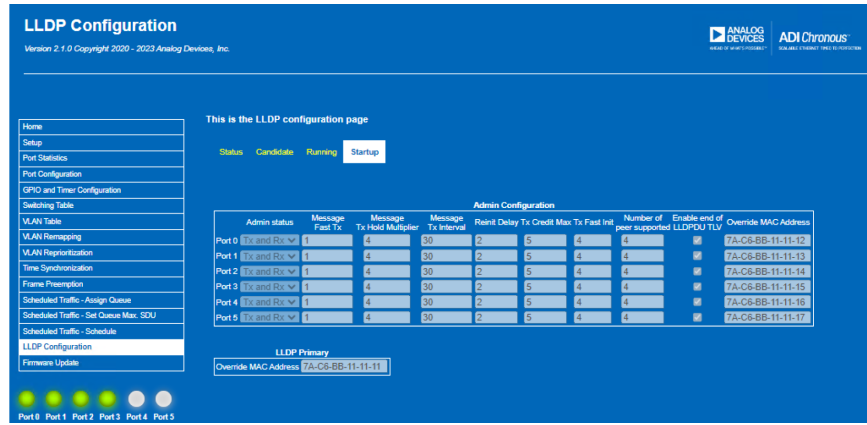 LLDP Configuration
Version 2.1.0 Copyright 2020 - 2023 Analog Devices, Inc.
ANALOG DEVICES
AHEAD OF WHAT'S POSSIBLE™
ADI Chronous™
SCALABLE ETHERNET TIMED TO PERFECTION
Home
Setup
Port Statistics
Port Configuration
GPIO and Timer Configuration
Switching Table
VLAN Table
VLAN Remapping
VLAN Reprioritization
Time Synchronization
Frame Preemption
Scheduled Traffic - Assign Queue
Scheduled Traffic - Set Queue Max. SDU
Scheduled Traffic - Schedule
LLDP Configuration
Firmware Update
Port 0 Port 1 Port 2 Port 3 Port 4 Port 5
This is the LLDP configuration page
Status Candidate Running Startup
Admin Configuration
Admin status Message Fast Tx Message Tx Hold Multiplier Message Tx Interval Reinit Delay Tx Credit Max Tx Fast Init Number of peer supported Enable end of LLDPDU TLV Override MAC Address
Port 0 Tx and Rx 1 4 30 2 5 4 4 7A-C6-BB-11-11-12
Port 1 Tx and Rx 1 4 30 2 5 4 4 7A-C6-BB-11-11-13
Port 2 Tx and Rx 1 4 30 2 5 4 4 7A-C6-BB-11-11-14
Port 3 Tx and Rx 1 4 30 2 5 4 4 7A-C6-BB-11-11-15
Port 4 Tx and Rx 1 4 30 2 5 4 4 7A-C6-BB-11-11-16
Port 5 Tx and Rx 1 4 30 2 5 4 4 7A-C6-BB-11-11-17
LLDP Primary
Override MAC Address 7A-C6-BB-11-11-11